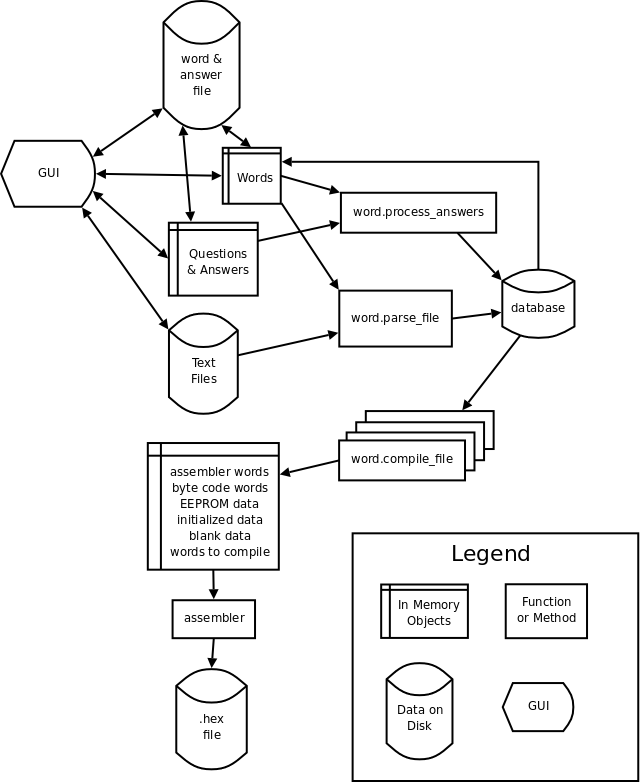 word &
answer
file
GUI
Words
word.process_answers
Questions
& Answers
database
word.parse_file
Text
Files
word.compile_file
assembler words
byte code words
EEPROM data
initialized data
blank data
words to compile
assembler
.hex
file
Legend
In Memory
Objects
Function
or Method
Data on
Disk
GUI